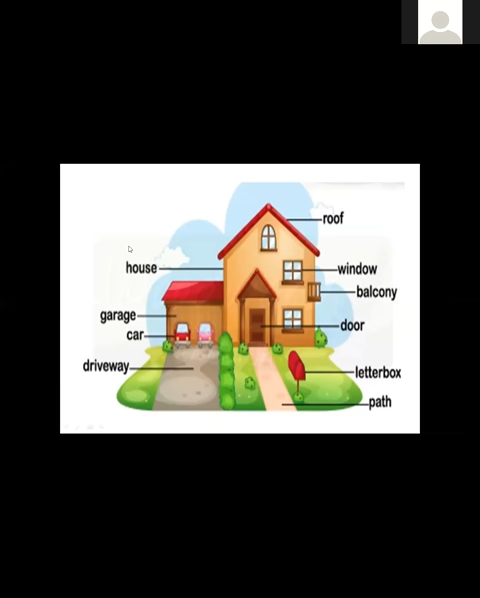 roof
house
window
balcony
garage
door
car
driveway
letterbox
path